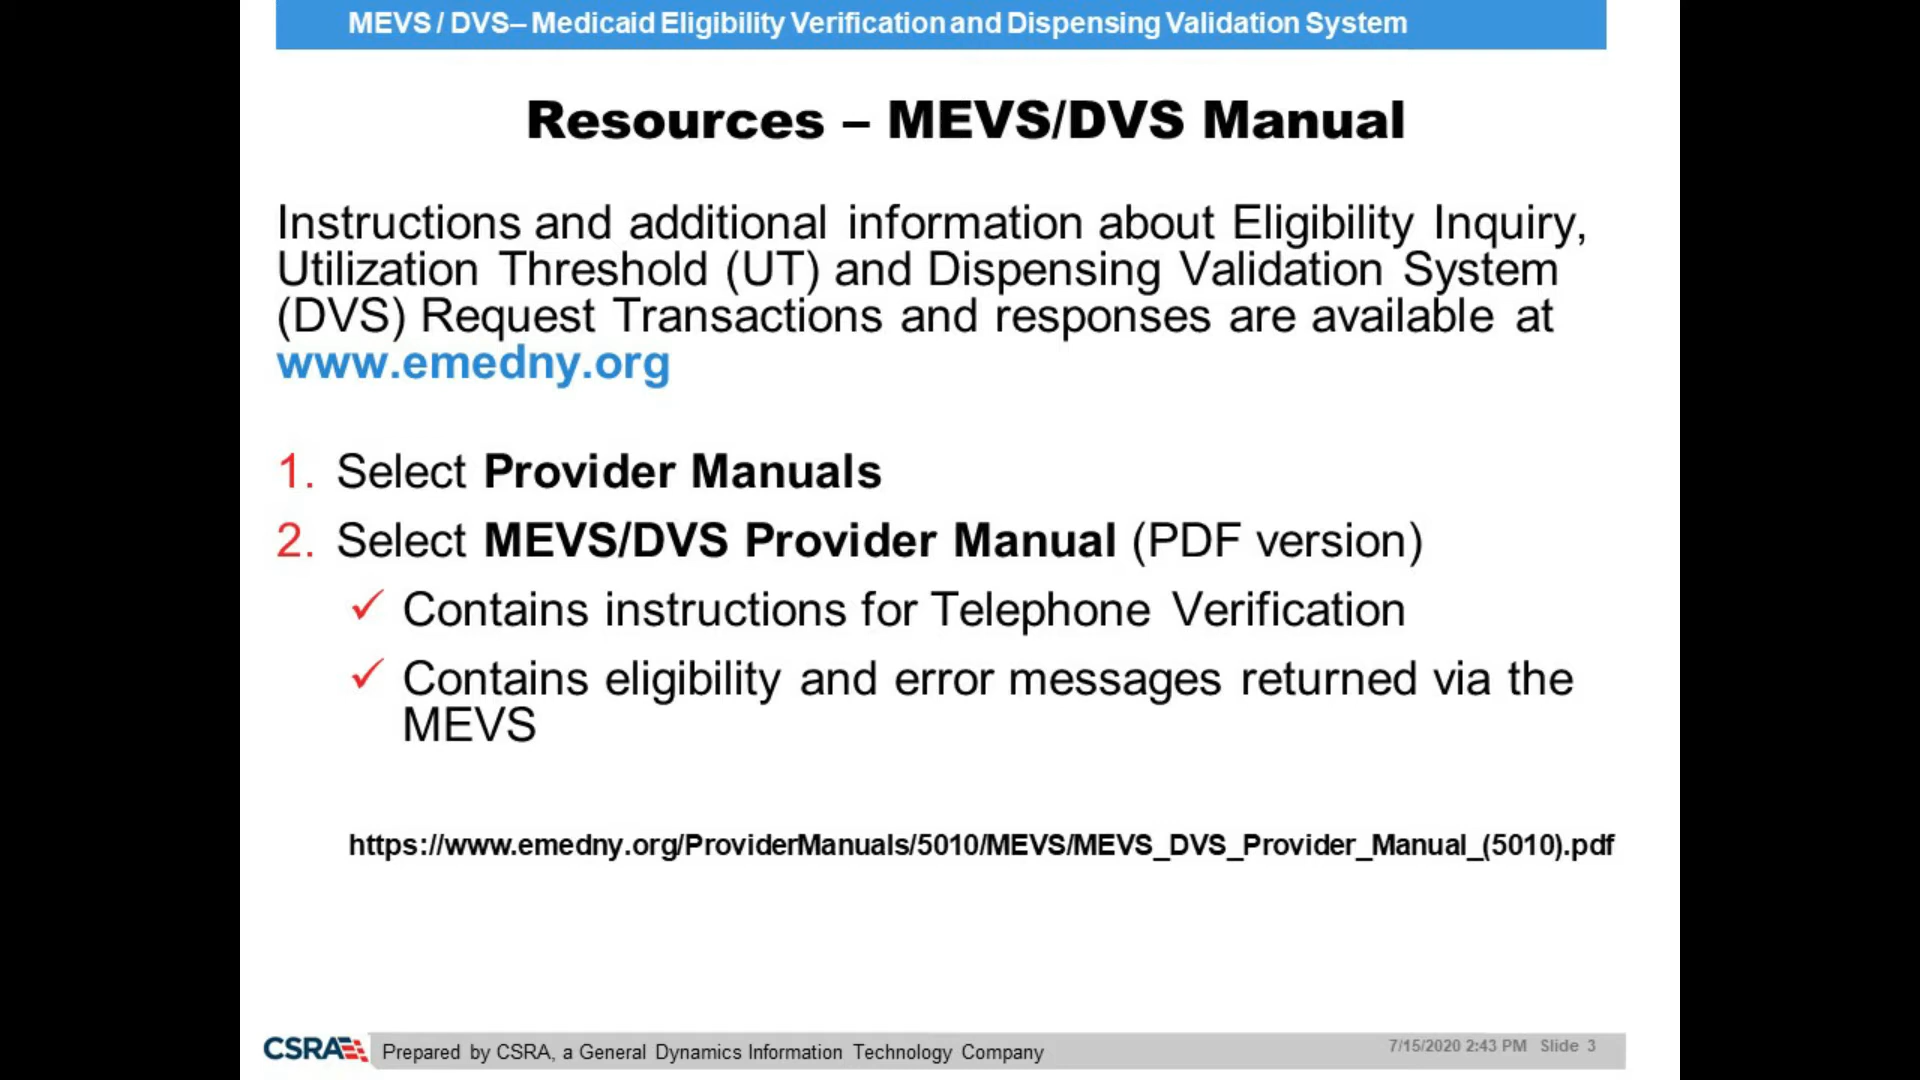 MEVS / DVS– Medicaid Eligibility Verification and Dispensing Validation System
Resources – MEVS/DVS Manual
Instructions and additional information about Eligibility Inquiry,
Utilization Threshold (UT) and Dispensing Validation System
(DVS) Request Transactions and responses are available at
www.emedny.org
1. Select Provider Manuals
2. Select MEVS/DVS Provider Manual (PDF version)
✓ Contains instructions for Telephone Verification
✓ Contains eligibility and error messages returned via the
MEVS
https://www.emedny.org/ProviderManuals/5010/MEVS/MEVS_DVS_Provider_Manual_(5010).pdf
CSRA Prepared by CSRA, a General Dynamics Information Technology Company 7/15/2020 2:43 PM Slide 3